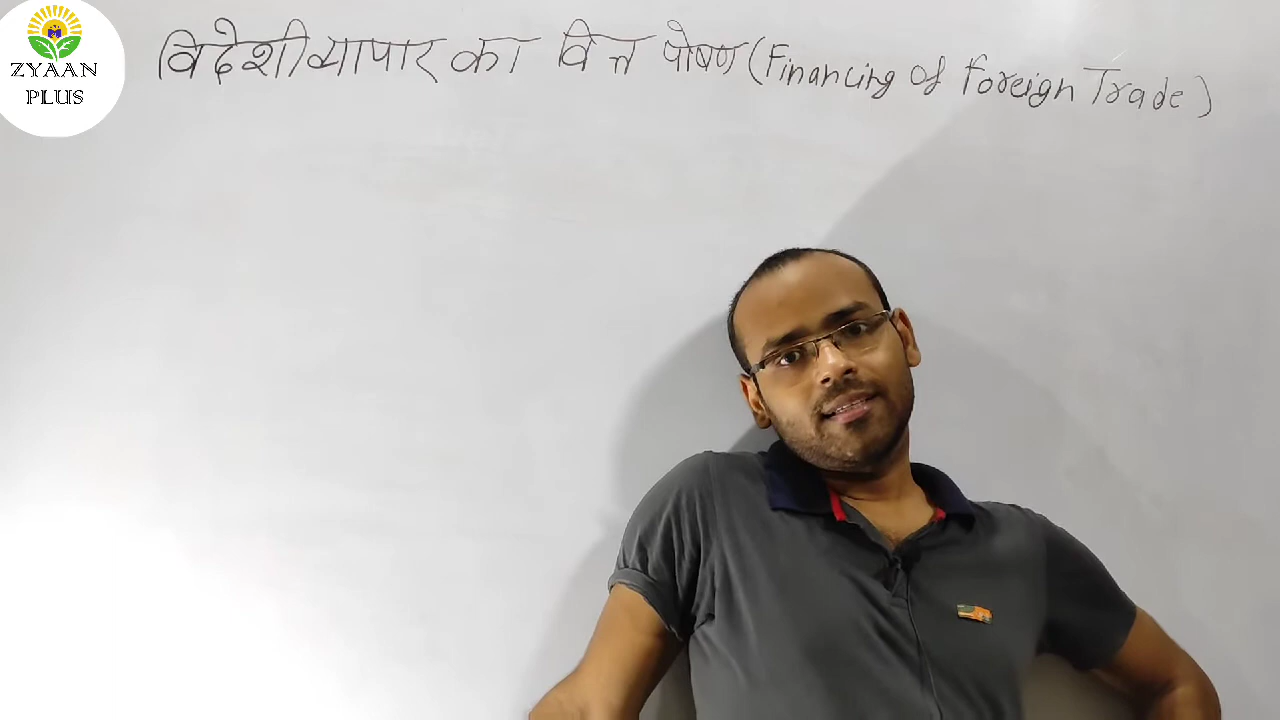 ZYAAN
PLUS
विदेशी व्यापार का वित्त पोषण (Financing of Foreign Trade)